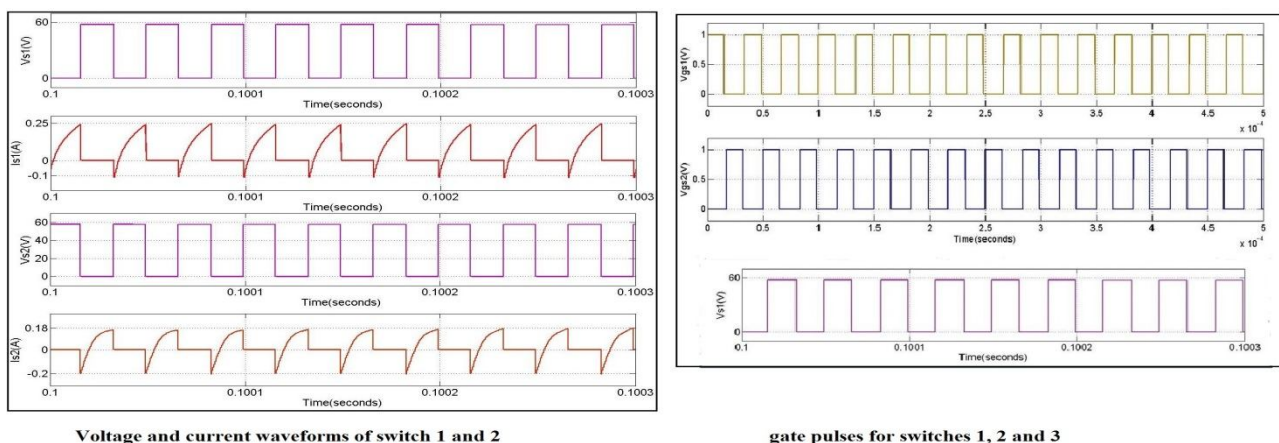 Vs1(V)
60
0
0.1 0.1001 0.1002 0.1003
Time(seconds)
Is1(A)
0.25
0
-0.1
0.1 0.1001 0.1002 0.1003
Time(seconds)
Vs2(V)
60
40
20
0
0.1 0.1001 0.1002 0.1003
Time(seconds)
Is2(A)
0.18
0
-0.2
0.1 0.1001 0.1002 0.1003
Time(seconds)
Voltage and current waveforms of switch 1 and 2
Vgs1(V)
1
0.5
0
0 0.5 1 1.5 2 2.5 3 3.5 4 4.5 5
x 10⁻⁴
Vgs2(V)
1
0.5
0
0 0.5 1 1.5 2 2.5 3 3.5 4 4.5 5
Time(seconds)
x 10⁻⁴
Vs1(V)
60
0
0.1 0.1001 0.1002 0.1003
Time(seconds)
gate pulses for switches 1, 2 and 3